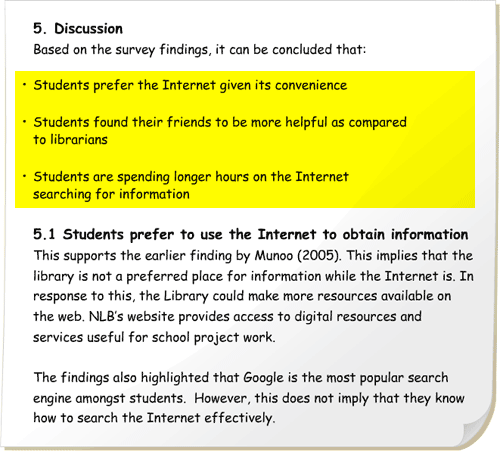 5. Discussion
Based on the survey findings, it can be concluded that:
· Students prefer the Internet given its convenience
· Students found their friends to be more helpful as compared
to librarians
· Students are spending longer hours on the Internet
searching for information
5.1 Students prefer to use the Internet to obtain information
This supports the earlier finding by Munoo (2005). This implies that the
library is not a preferred place for information while the Internet is. In
response to this, the Library could make more resources available on
the web. NLB's website provides access to digital resources and
services useful for school project work.
The findings also highlighted that Google is the most popular search
engine amongst students. However, this does not imply that they know
how to search the Internet effectively.